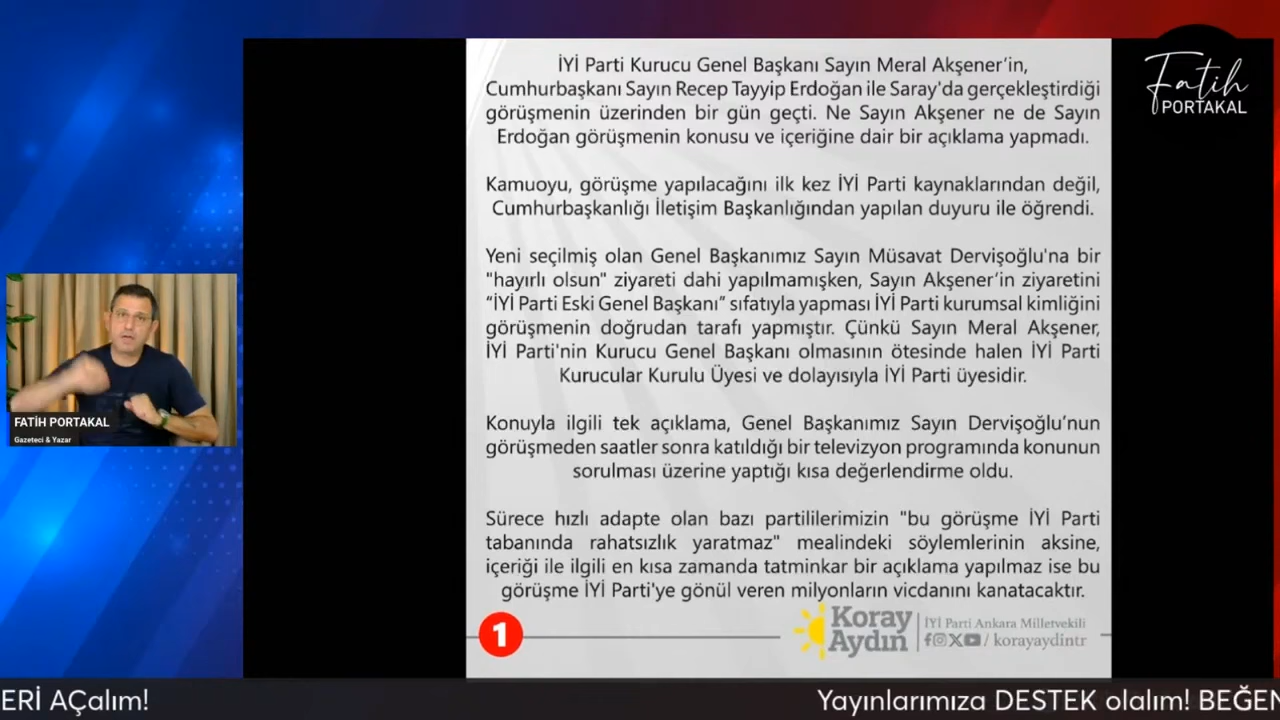 Fatih
PORTAKAL
İYİ Parti Kurucu Genel Başkanı Sayın Meral Akşener’in,
Cumhurbaşkanı Sayın Recep Tayyip Erdoğan ile Saray'da gerçekleştirdiği
görüşmenin üzerinden bir gün geçti. Ne Sayın Akşener ne de Sayın
Erdoğan görüşmenin konusu ve içeriğine dair bir açıklama yapmadı.
Kamuoyu, görüşme yapılacağını ilk kez İYİ Parti kaynaklarından değil,
Cumhurbaşkanlığı İletişim Başkanlığından yapılan duyuru ile öğrendi.
Yeni seçilmiş olan Genel Başkanımız Sayın Müsavat Dervişoğlu'na bir
"hayırlı olsun" ziyareti dahi yapılmamışken, Sayın Akşener’in ziyaretini
“İYİ Parti Eski Genel Başkanı” sıfatıyla yapması İYİ Parti kurumsal kimliğini
görüşmenin doğrudan tarafı yapmıştır. Çünkü Sayın Meral Akşener,
İYİ Parti'nin Kurucu Genel Başkanı olmasının ötesinde halen İYİ Parti
Kurucular Kurulu Üyesi ve dolayısıyla İYİ Parti üyesidir.
Konuyla ilgili tek açıklama, Genel Başkanımız Sayın Dervişoğlu’nun
görüşmeden saatler sonra katıldığı bir televizyon programında konunun
sorulması üzerine yaptığı kısa değerlendirme oldu.
Sürece hızlı adapte olan bazı partililerimizin "bu görüşme İYİ Parti
tabanında rahatsızlık yaratmaz" mealindeki söylemlerinin aksine,
içeriği ile ilgili en kısa zamanda tatminkar bir açıklama yapılmaz ise bu
görüşme İYİ Parti'ye gönül veren milyonların vicdanını kanatacaktır.
1
Koray
Aydın
İYİ Parti Ankara Milletvekili
/ korayaydintr
FATİH PORTAKAL
Gazeteci & Yazar
ERİ AÇalım!
Yayınlarımıza DESTEK olalım! BEĞEN